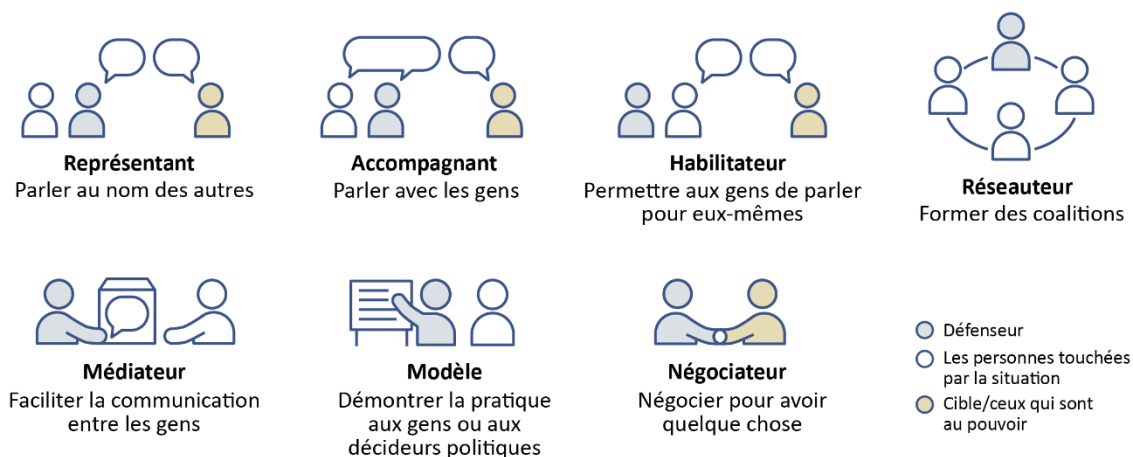 Représentant
Parler au nom des autres
Accompagnant
Parler avec les gens
Habilitateur
Permettre aux gens de parler
pour eux-mêmes
Réseauteur
Former des coalitions
Médiateur
Faciliter la communication
entre les gens
Modèle
Démontrer la pratique
aux gens ou aux
décideurs politiques
Négociateur
Négocier pour avoir
quelque chose
Défenseur
Les personnes touchées
par la situation
Cible/ceux qui sont
au pouvoir